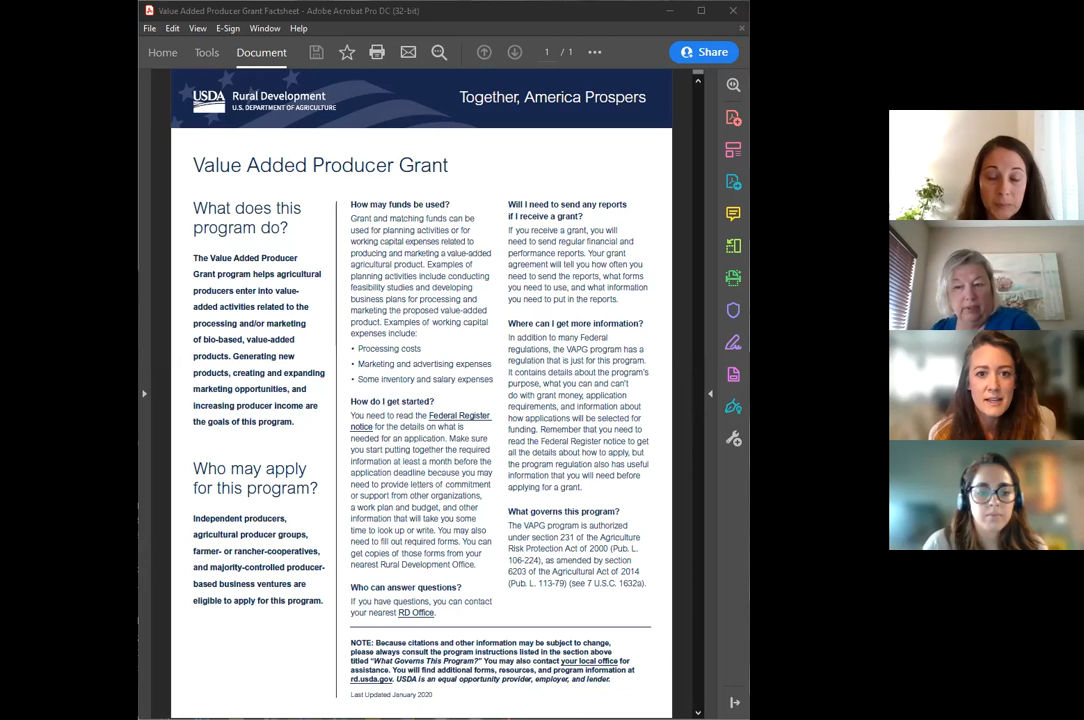 Value Added Producer Grant Factsheet - Adobe Acrobat Pro DC (32-bit)
File Edit View E-Sign Window Help
Home Tools Document 1 / 1 Share
USDA Rural Development
U.S. DEPARTMENT OF AGRICULTURE
Together, America Prospers
Value Added Producer Grant
What does this
program do?
The Value Added Producer
Grant program helps agricultural
producers enter into value-
added activities related to the
processing and/or marketing
of bio-based, value-added
products. Generating new
products, creating and expanding
marketing opportunities, and
increasing producer income are
the goals of this program.
Who may apply
for this program?
Independent producers,
agricultural producer groups,
farmer- or rancher-cooperatives,
and majority-controlled producer-
based business ventures are
eligible to apply for this program.
How may funds be used?
Grant and matching funds can be
used for planning activities or for
working capital expenses related to
producing and marketing a value-added
agricultural product. Examples of
planning activities include conducting
feasibility studies and developing
business plans for processing and
marketing the proposed value-added
product. Examples of working capital
expenses include:
• Processing costs
• Marketing and advertising expenses
• Some inventory and salary expenses
How do I get started?
You need to read the Federal Register
notice for the details on what is
needed for an application. Make sure
you start putting together the required
information at least a month before the
application deadline because you may
need to provide letters of commitment
or support from other organizations,
a work plan and budget, and other
information that will take you some
time to look up or write. You may also
need to fill out required forms. You can
get copies of those forms from your
nearest Rural Development Office.
Who can answer questions?
If you have questions, you can contact
your nearest RD Office.
Will I need to send any reports
if I receive a grant?
If you receive a grant, you will
need to send regular financial and
performance reports. Your grant
agreement will tell you how often you
need to send the reports, what forms
you need to use, and what information
you need to put in the reports.
Where can I get more information?
In addition to many Federal
regulations, the VAPG program has a
regulation that is just for this program.
It contains details about the program's
purpose, what you can and can't
do with grant money, application
requirements, and information about
how applications will be selected for
funding. Remember that you need to
read the Federal Register notice to get
all the details about how to apply, but
the program regulation also has useful
information that you will need before
applying for a grant.
What governs this program?
The VAPG program is authorized
under section 231 of the Agriculture
Risk Protection Act of 2000 (Pub. L.
106-224), as amended by section
6203 of the Agricultural Act of 2014
(Pub. L. 113-79) (see 7 U.S.C. 1632a).
NOTE: Because citations and other information may be subject to change,
please always consult the program instructions listed in the section above
titled "What Governs This Program?" You may also contact your local office for
assistance. You will find additional forms, resources, and program information at
rd.usda.gov. USDA is an equal opportunity provider, employer, and lender.
Last Updated January 2020